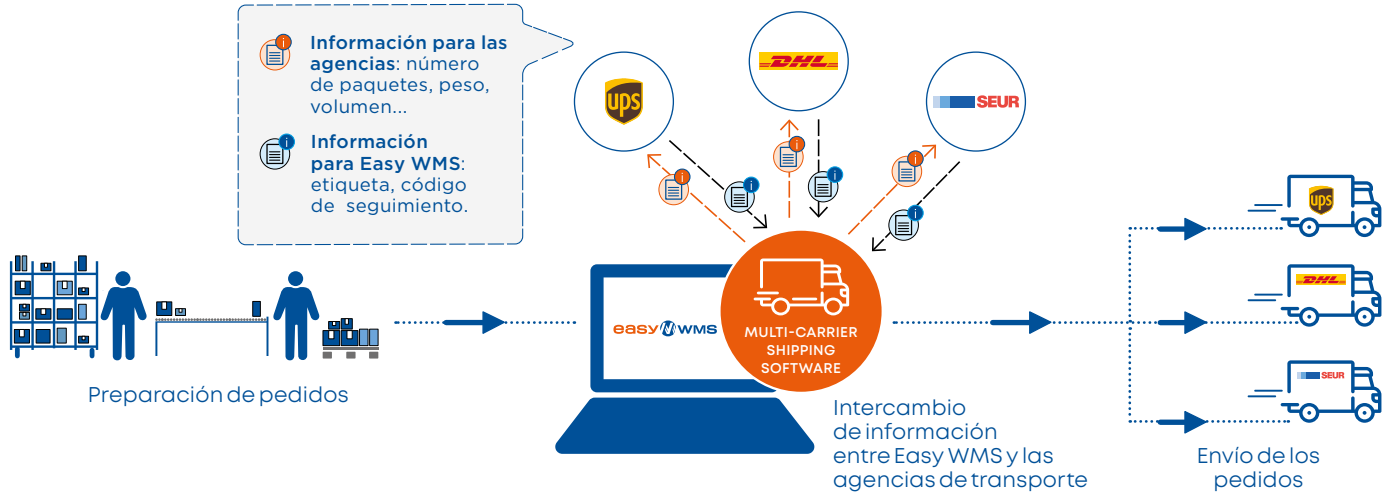 Información para las
agencias: número
de paquetes, peso,
volumen...
Información
para Easy WMS:
etiqueta, código
de seguimiento.
ups
DHL
SEUR
easy WMS
MULTI-CARRIER
SHIPPING
SOFTWARE
Preparación de pedidos
Intercambio
de información
entre Easy WMS y las
agencias de transporte
ups
DHL
SEUR
Envío de los
pedidos